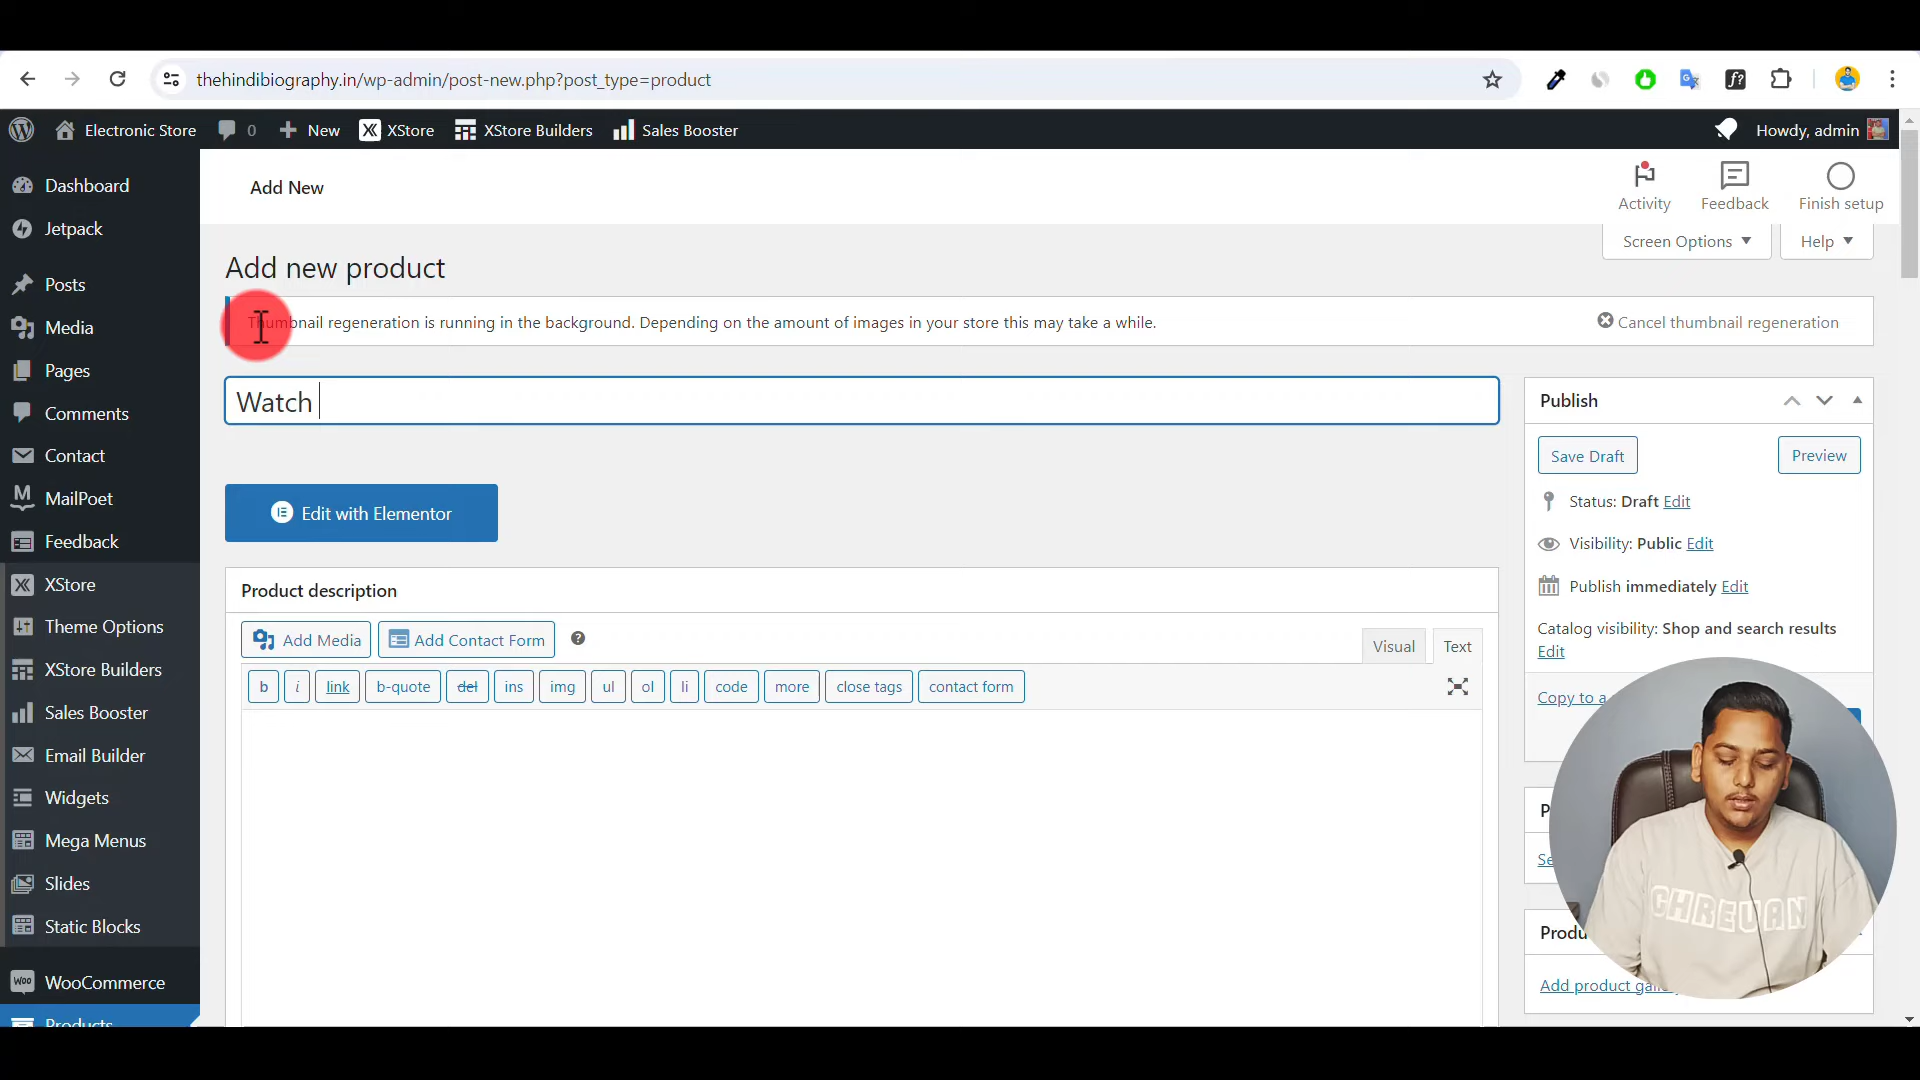 thehindibiography.in/wp-admin/post-new.php?post_type=product
Electronic Store 0 New XStore XStore Builders Sales Booster Howdy, admin
Dashboard
Jetpack
Posts
Media
Pages
Comments
Contact
MailPoet
Feedback
XStore
Theme Options
XStore Builders
Sales Booster
Email Builder
Widgets
Mega Menus
Slides
Static Blocks
WooCommerce
Products
Add New
Activity Feedback Finish setup
Screen Options Help
Add new product
Thumbnail regeneration is running in the background. Depending on the amount of images in your store this may take a while. Cancel thumbnail regeneration
Watch
Edit with Elementor
Product description
Add Media Add Contact Form
Visual Text
b i link b-quote del ins img ul ol li code more close tags contact form
Publish
Save Draft Preview
Status: Draft Edit
Visibility: Public Edit
Publish immediately Edit
Catalog visibility: Shop and search results
Edit
Copy to a
Add product
CHREUAN